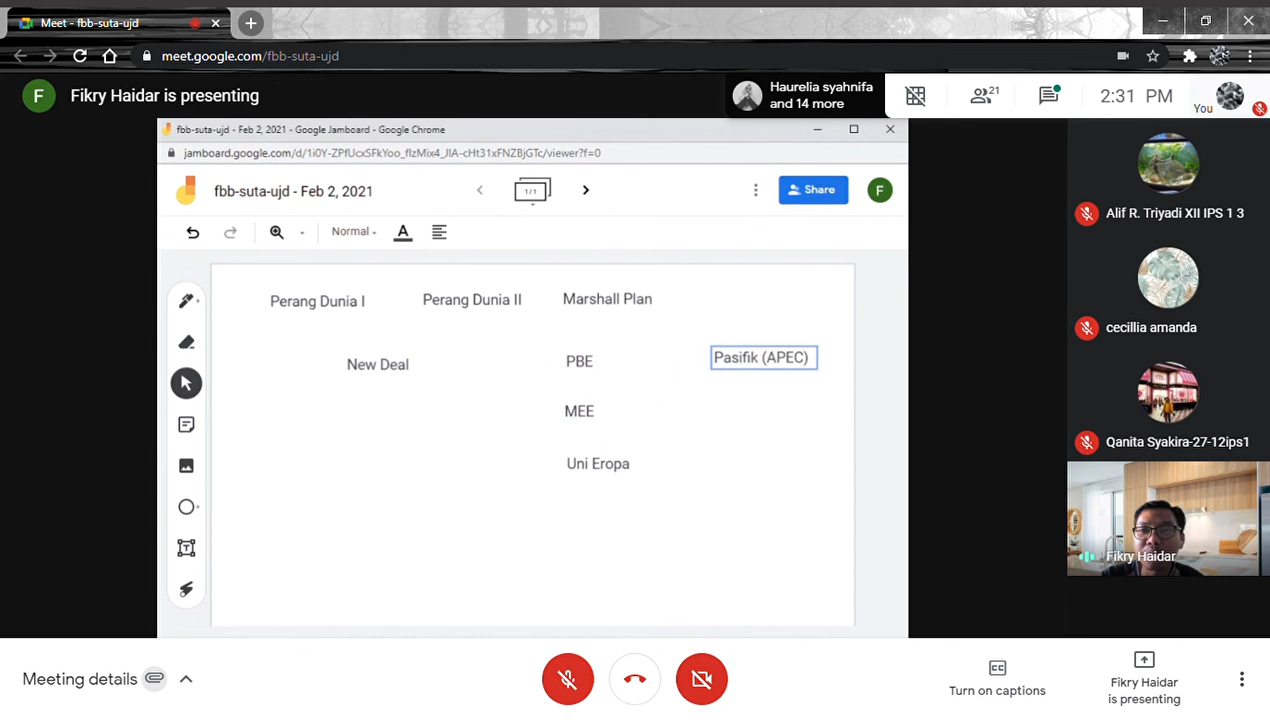 Meet - fbb-suta-ujd
meet.google.com/fbb-suta-ujd
F
Fikry Haidar is presenting
Haurelia syahnifa
and 14 more
21
2:31 PM
You
fbb-suta-ujd - Feb 2, 2021 - Google Jamboard - Google Chrome
jamboard.google.com/d/1i0Y-ZPfUcxSFkYoo_flzMix4_JIA-cHt31xFNZBjGTc/viewer?f=0
fbb-suta-ujd - Feb 2, 2021
1/1
Share
F
Normal
A
Perang Dunia I
Perang Dunia II
Marshall Plan
New Deal
PBE
Pasifik (APEC)
MEE
Uni Eropa
Alif R. Triyadi XII IPS 1 3
cecillia amanda
Qanita Syakira-27-12ips1
Fikry Haidar
Meeting details
Turn on captions
Fikry Haidar
is presenting